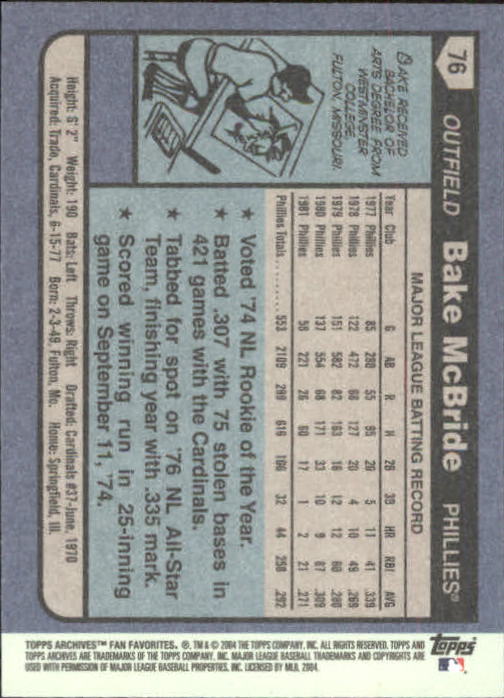 76
OUTFIELD Bake McBride PHILLIES®
BAKE RECEIVED
BACHELOR OF
ARTS DEGREE FROM
WESTMINSTER
COLLEGE,
FULTON, MISSOURI.
MAJOR LEAGUE BATTING RECORD
Year Club G AB R H 2B 3B HR RBI AVG
1977 Phillies 85 280 55 95 20 5 11 41 .339
1978 Phillies 122 472 68 127 20 4 10 49 .269
1979 Phillies 151 582 82 163 16 12 12 60 .280
1980 Phillies 137 554 68 171 33 10 9 87 .309
1981 Phillies 58 221 26 60 17 1 2 21 .271
Phillies Totals.......... 553 2109 299 616 106 32 44 258 .292
★ Voted '74 NL Rookie of the Year.
★ Batted .307 with 75 stolen bases in
421 games with the Cardinals.
★ Tabbed for spot on '76 NL All-Star
Team, finishing year with .335 mark.
★ Scored winning run in 25-inning
game on September 11, '74.
Height: 6' 2" Weight: 190 Bats: Left Throws: Right Drafted: Cardinals #37-June, 1970
Acquired: Trade, Cardinals, 6-15-77 Born: 2-3-49, Fulton, Mo. Home: Springfield, Ill.
TOPPS ARCHIVES™ FAN FAVORITES. ®, TM & © 2004 THE TOPPS COMPANY, INC. ALL RIGHTS RESERVED. TOPPS AND
TOPPS ARCHIVES ARE TRADEMARKS OF THE TOPPS COMPANY, INC. MAJOR LEAGUE BASEBALL TRADEMARKS AND COPYRIGHTS ARE
USED WITH PERMISSION OF MAJOR LEAGUE BASEBALL PROPERTIES, INC. LICENSED BY MLB, 2004.
Topps